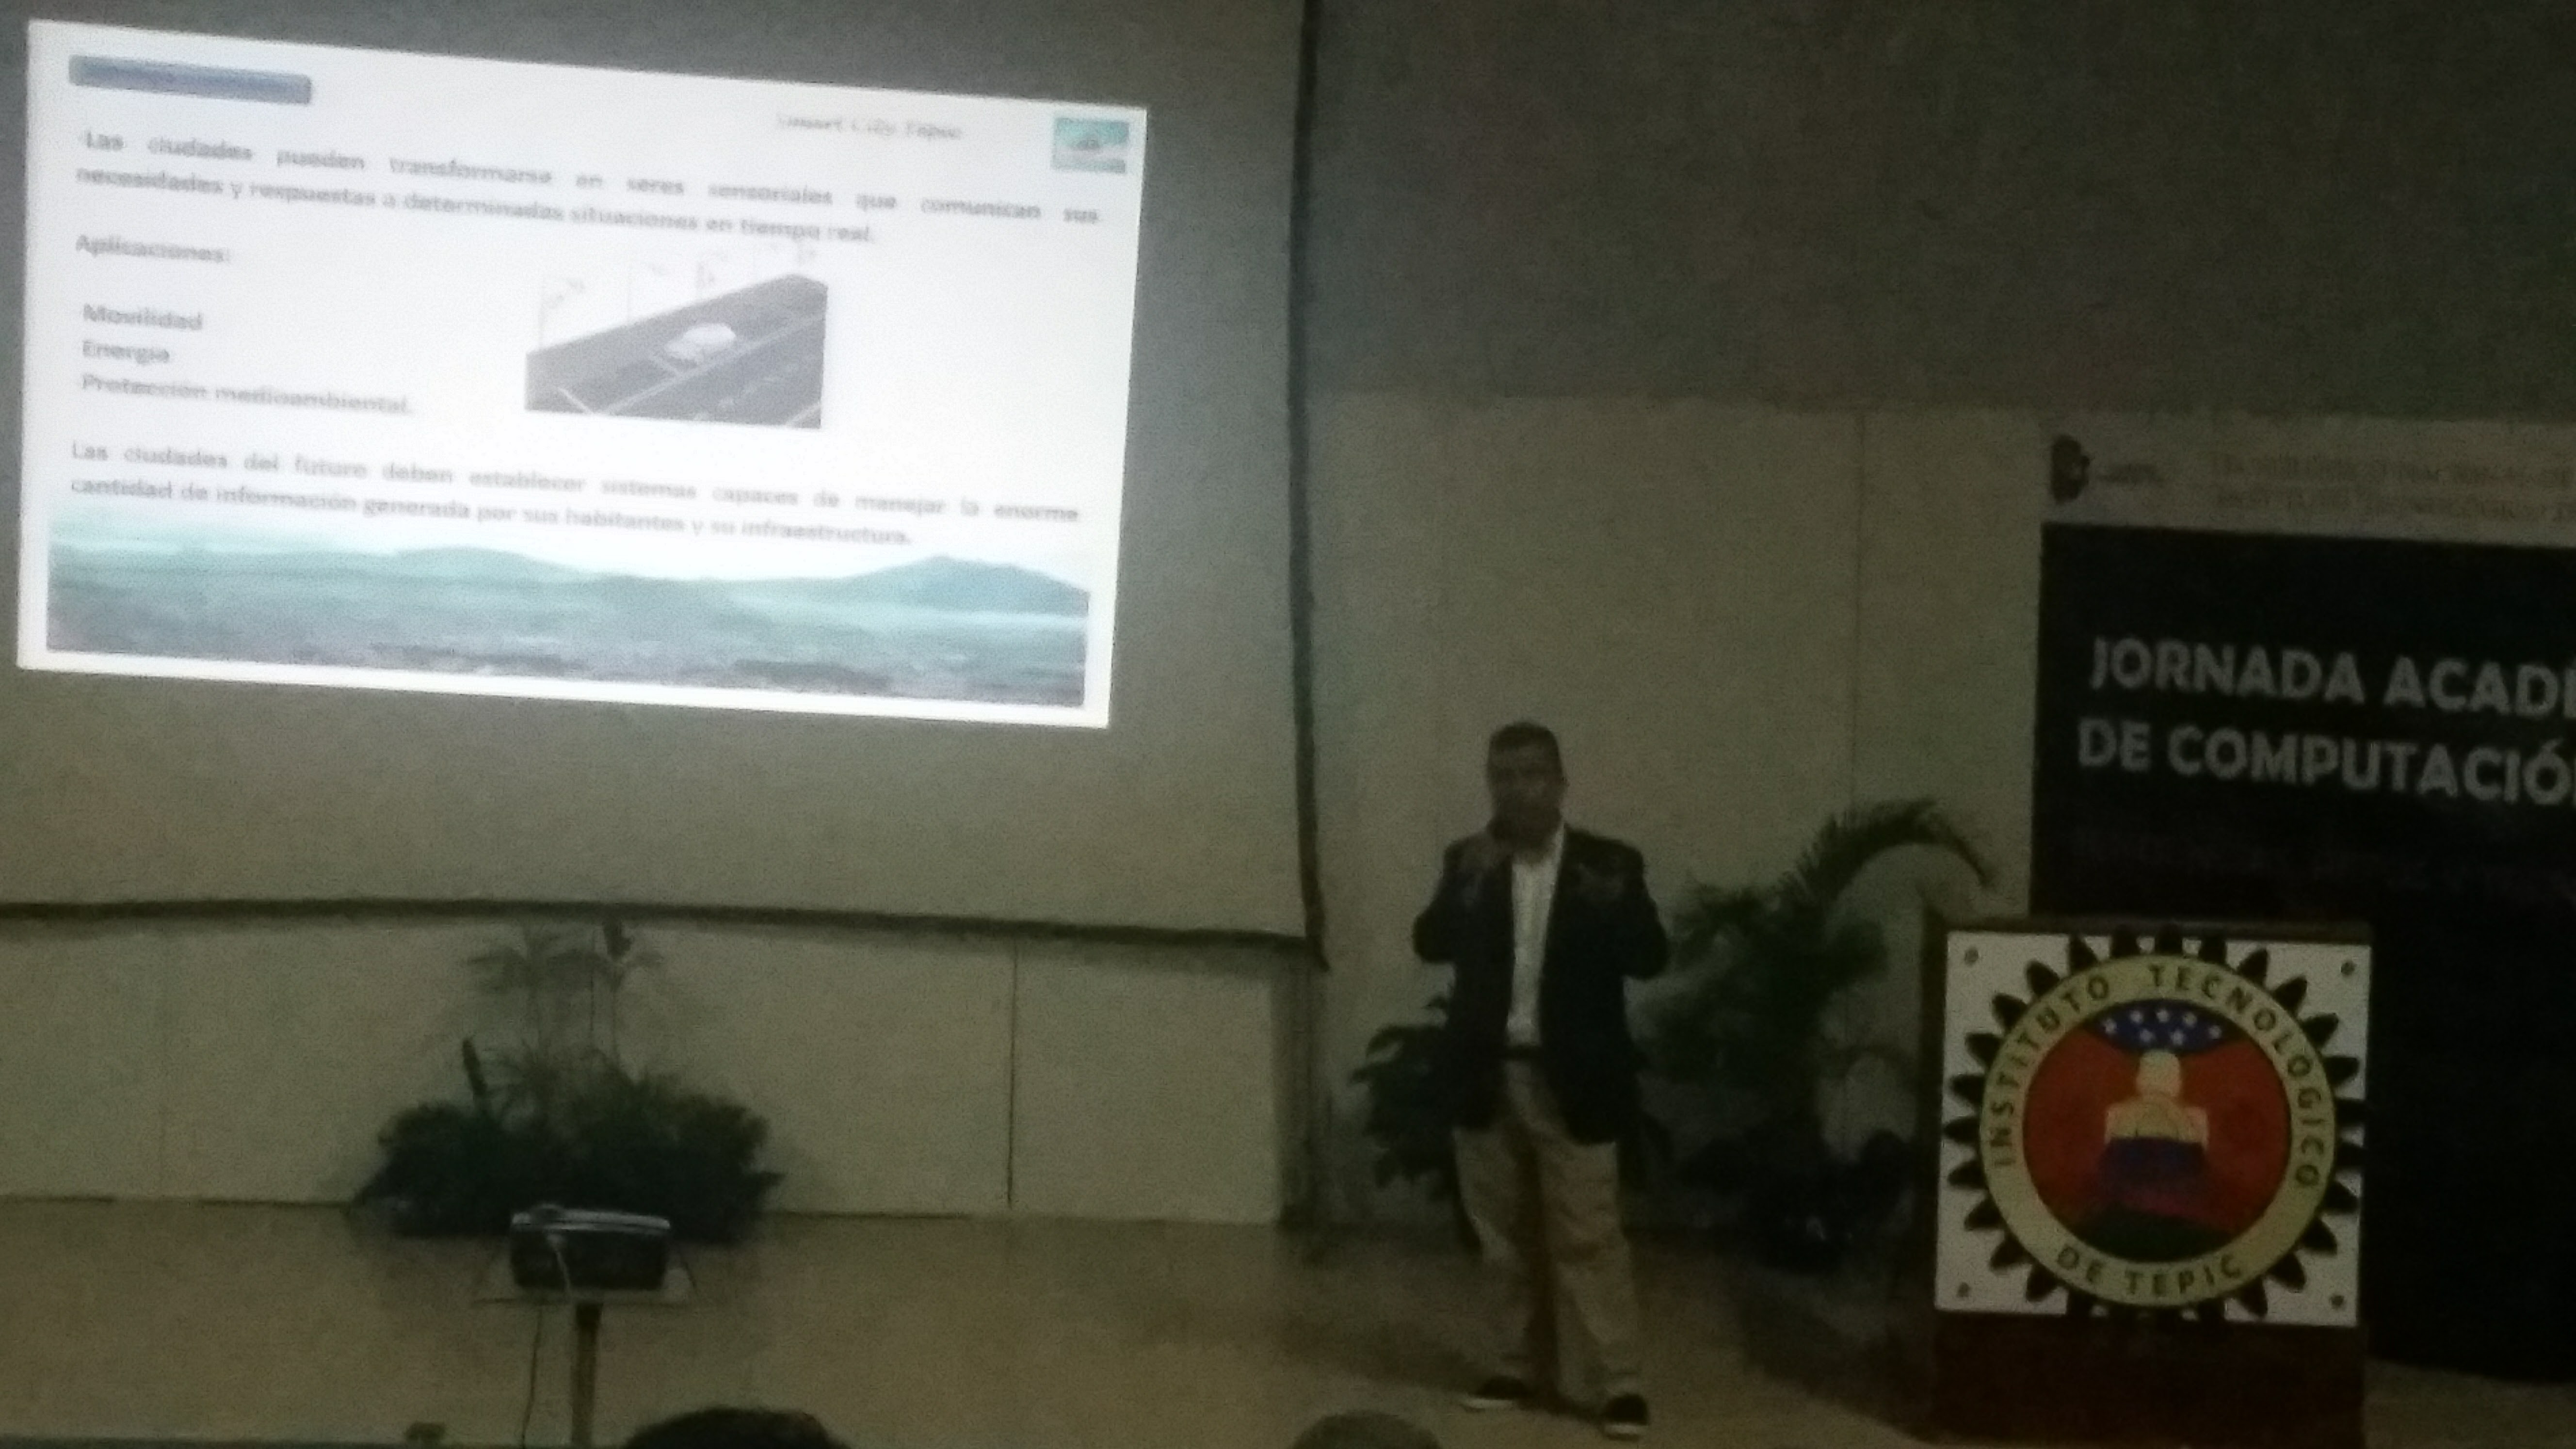 Smart City Tepic
Las ciudades pueden transformarse en seres sensoriales que comunican sus
necesidades y respuestas a determinadas situaciones en tiempo real.
Aplicaciones:
Movilidad
Energía
Protección medioambiental.
Las ciudades del futuro deben establecer sistemas capaces de manejar la enorme
cantidad de información generada por sus habitantes y su infraestructura.
JORNADA ACADÉ
DE COMPUTACIÓ
INSTITUTO TECNOLOGICO
DE TEPIC